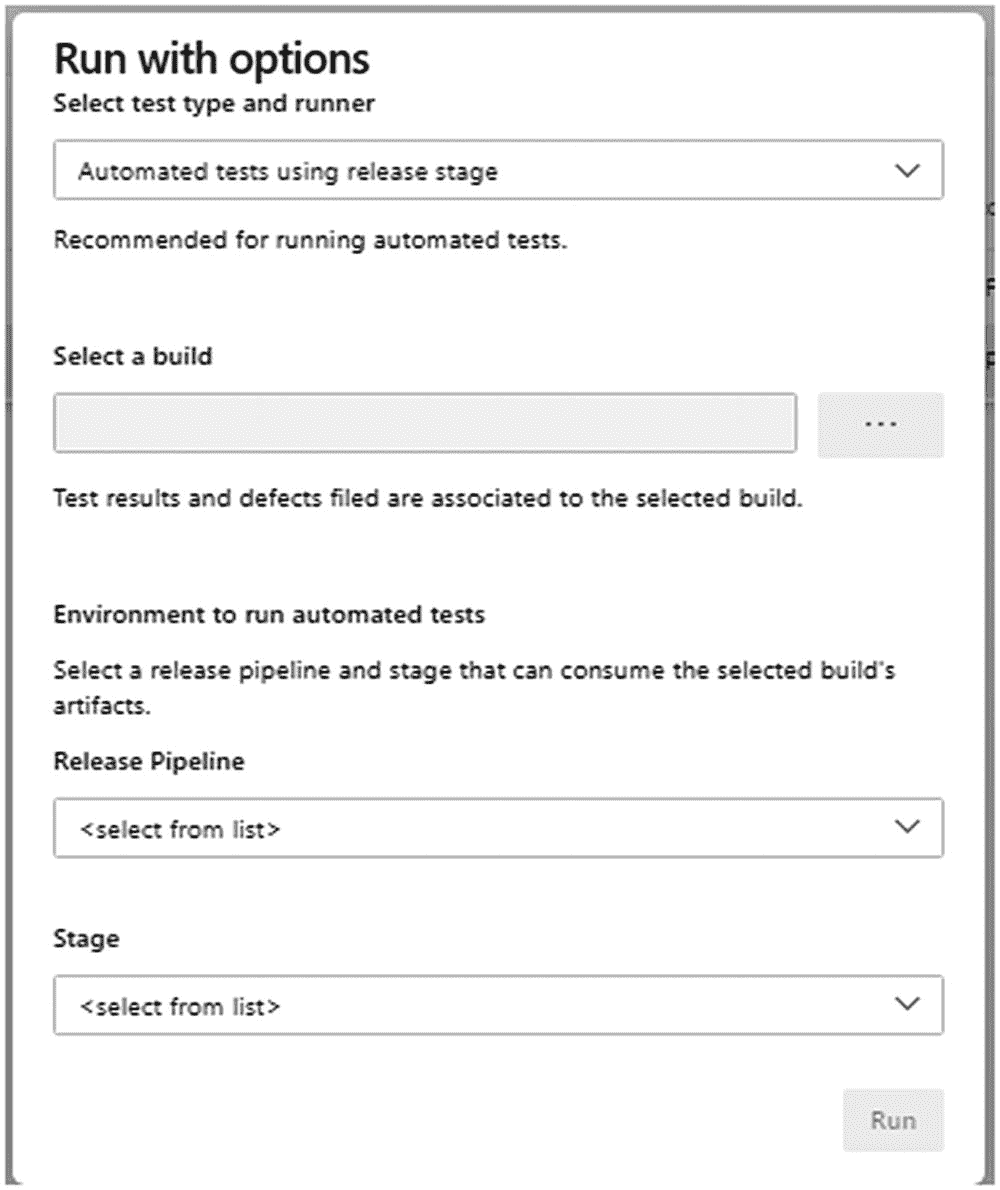 Run with options
Select test type and runner
Automated tests using release stage
Recommended for running automated tests.
Select a build
...
Test results and defects filed are associated to the selected build.
Environment to run automated tests
Select a release pipeline and stage that can consume the selected build's
artifacts.
Release Pipeline
<select from list>
Stage
<select from list>
Run